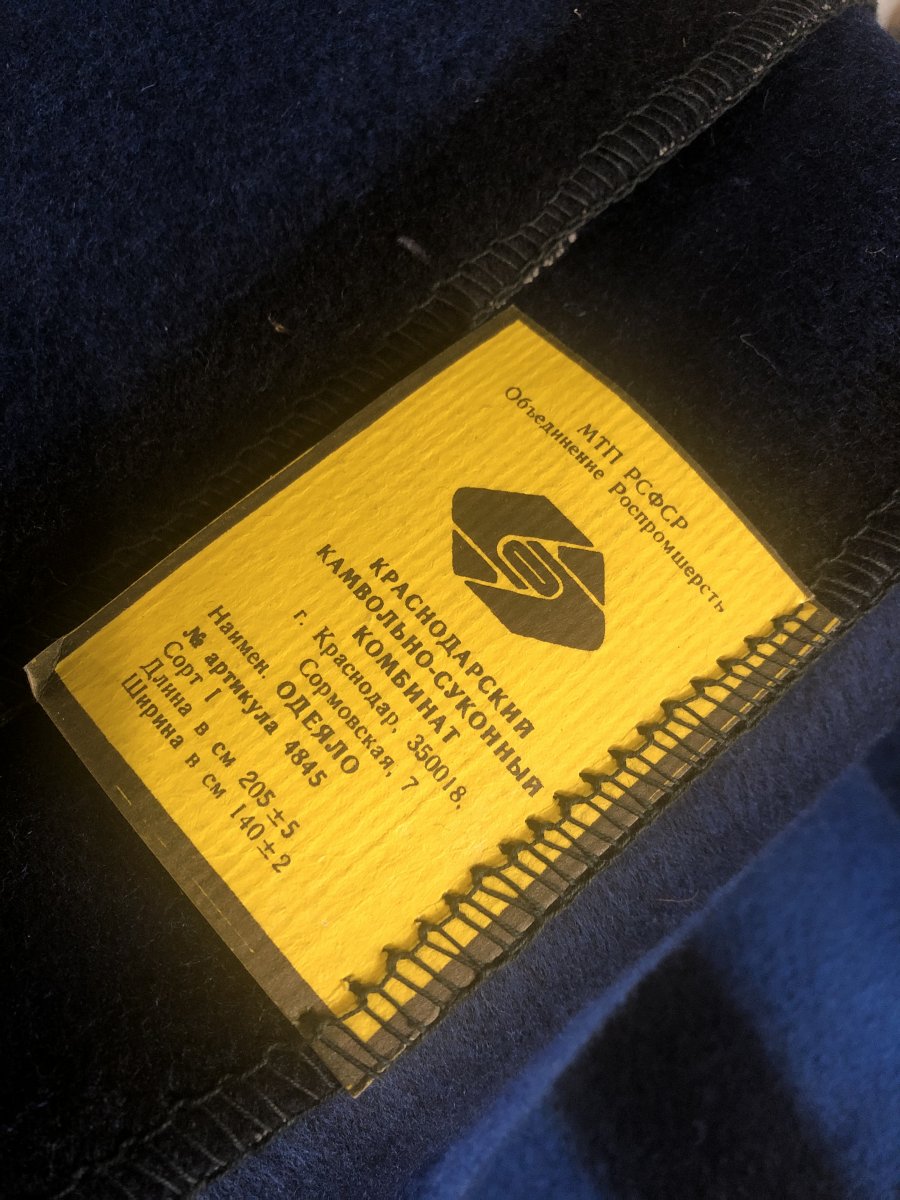 МТП РСФСР
Объединение Роспромшерсть
КРАСНОДАРСКИЙ
КАМВОЛЬНО-СУКОННЫЙ
КОМБИНАТ
г. Краснодар, 350018,
Сормовская, 7
Наимен. ОДЕЯЛО
№ артикула 4845
Сорт I
Длина в см 205±5
Ширина в см 140±2